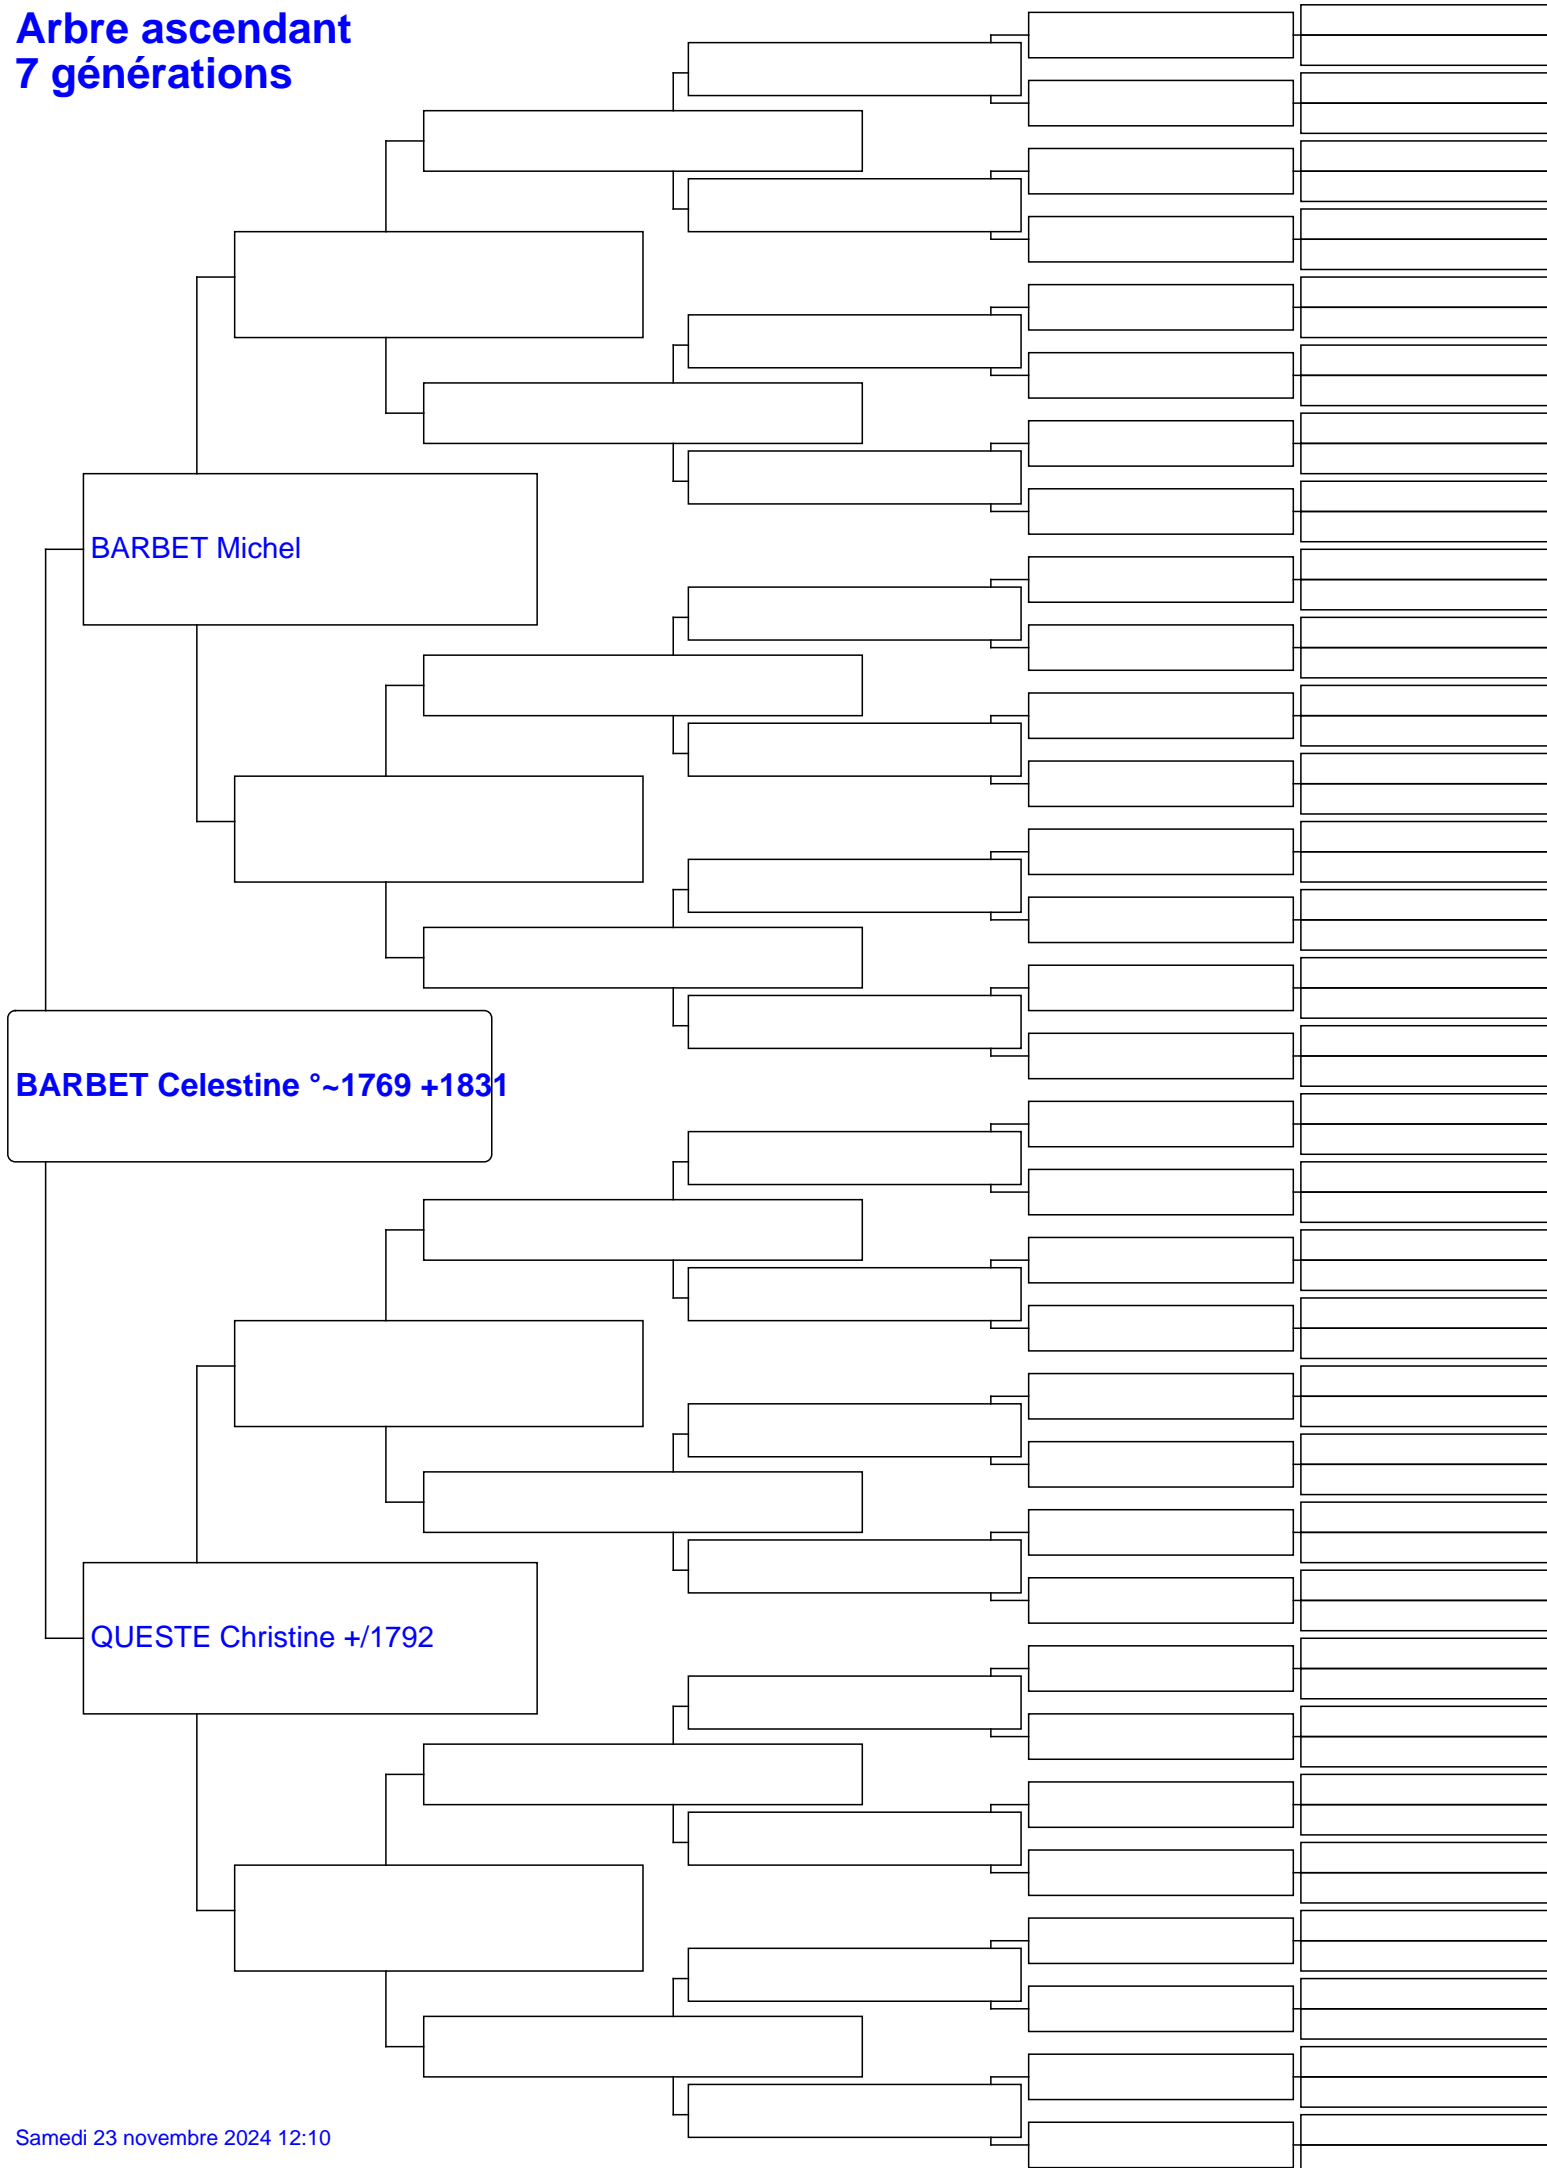 Arbre ascendant
7 générations
BARBET Michel
BARBET Celestine °~1769 +1831
QUESTE Christine +/1792
Samedi 23 novembre 2024 12:10